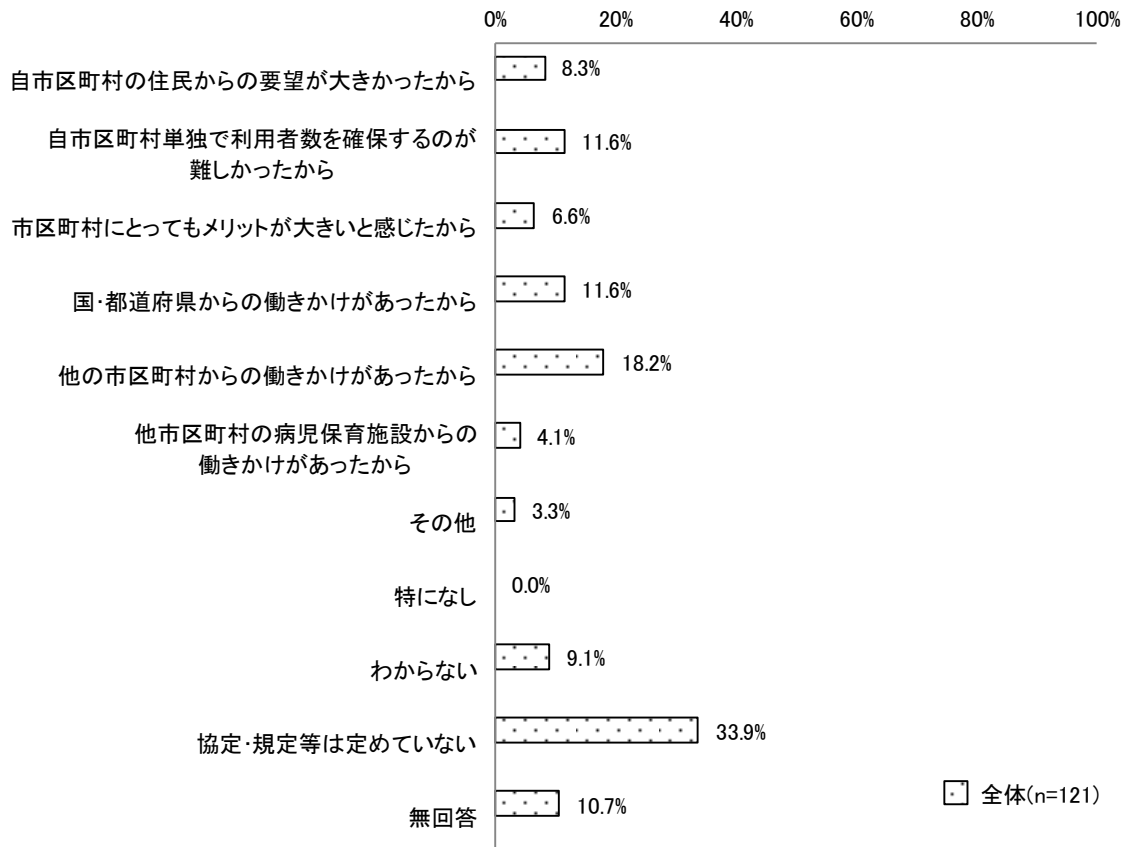 0% 20% 40% 60% 80% 100%
自市区町村の住民からの要望が大きかったから 8.3%
自市区町村単独で利用者数を確保するのが
難しかったから 11.6%
市区町村にとってもメリットが大きいと感じたから 6.6%
国・都道府県からの働きかけがあったから 11.6%
他の市区町村からの働きかけがあったから 18.2%
他市区町村の病児保育施設からの
働きかけがあったから 4.1%
その他 3.3%
特になし 0.0%
わからない 9.1%
協定・規定等は定めていない 33.9%
無回答 10.7%
全体(n=121)